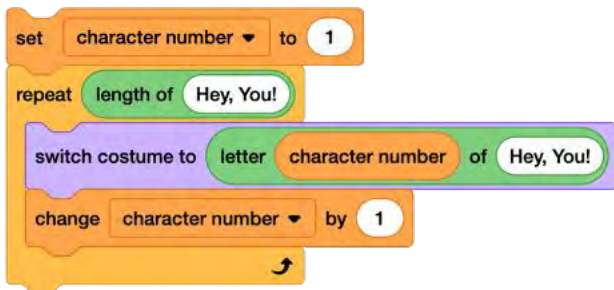 set character number to 1
repeat length of Hey, You!
switch costume to letter character number of Hey, You!
change character number by 1